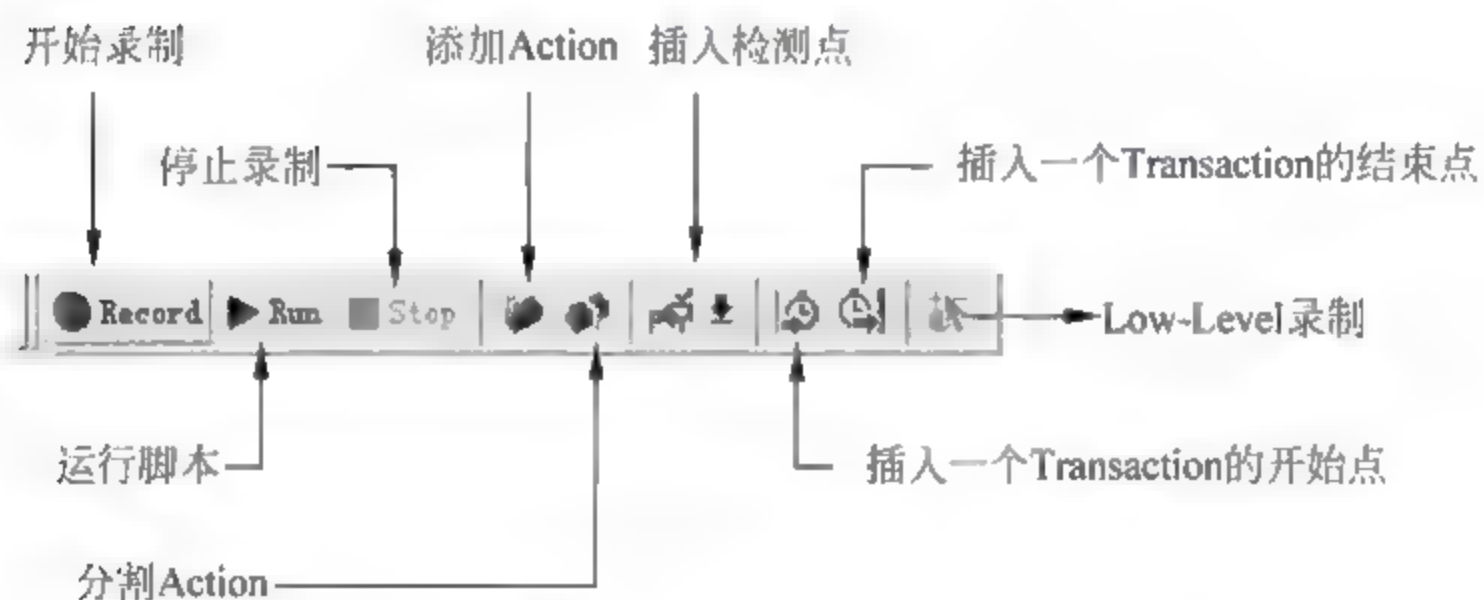 开始录制
添加Action
插入检测点
停止录制
插入一个Transaction的结束点
Record
Run
Stop
Low-Level录制
运行脚本
插入一个Transaction的开始点
分割Action